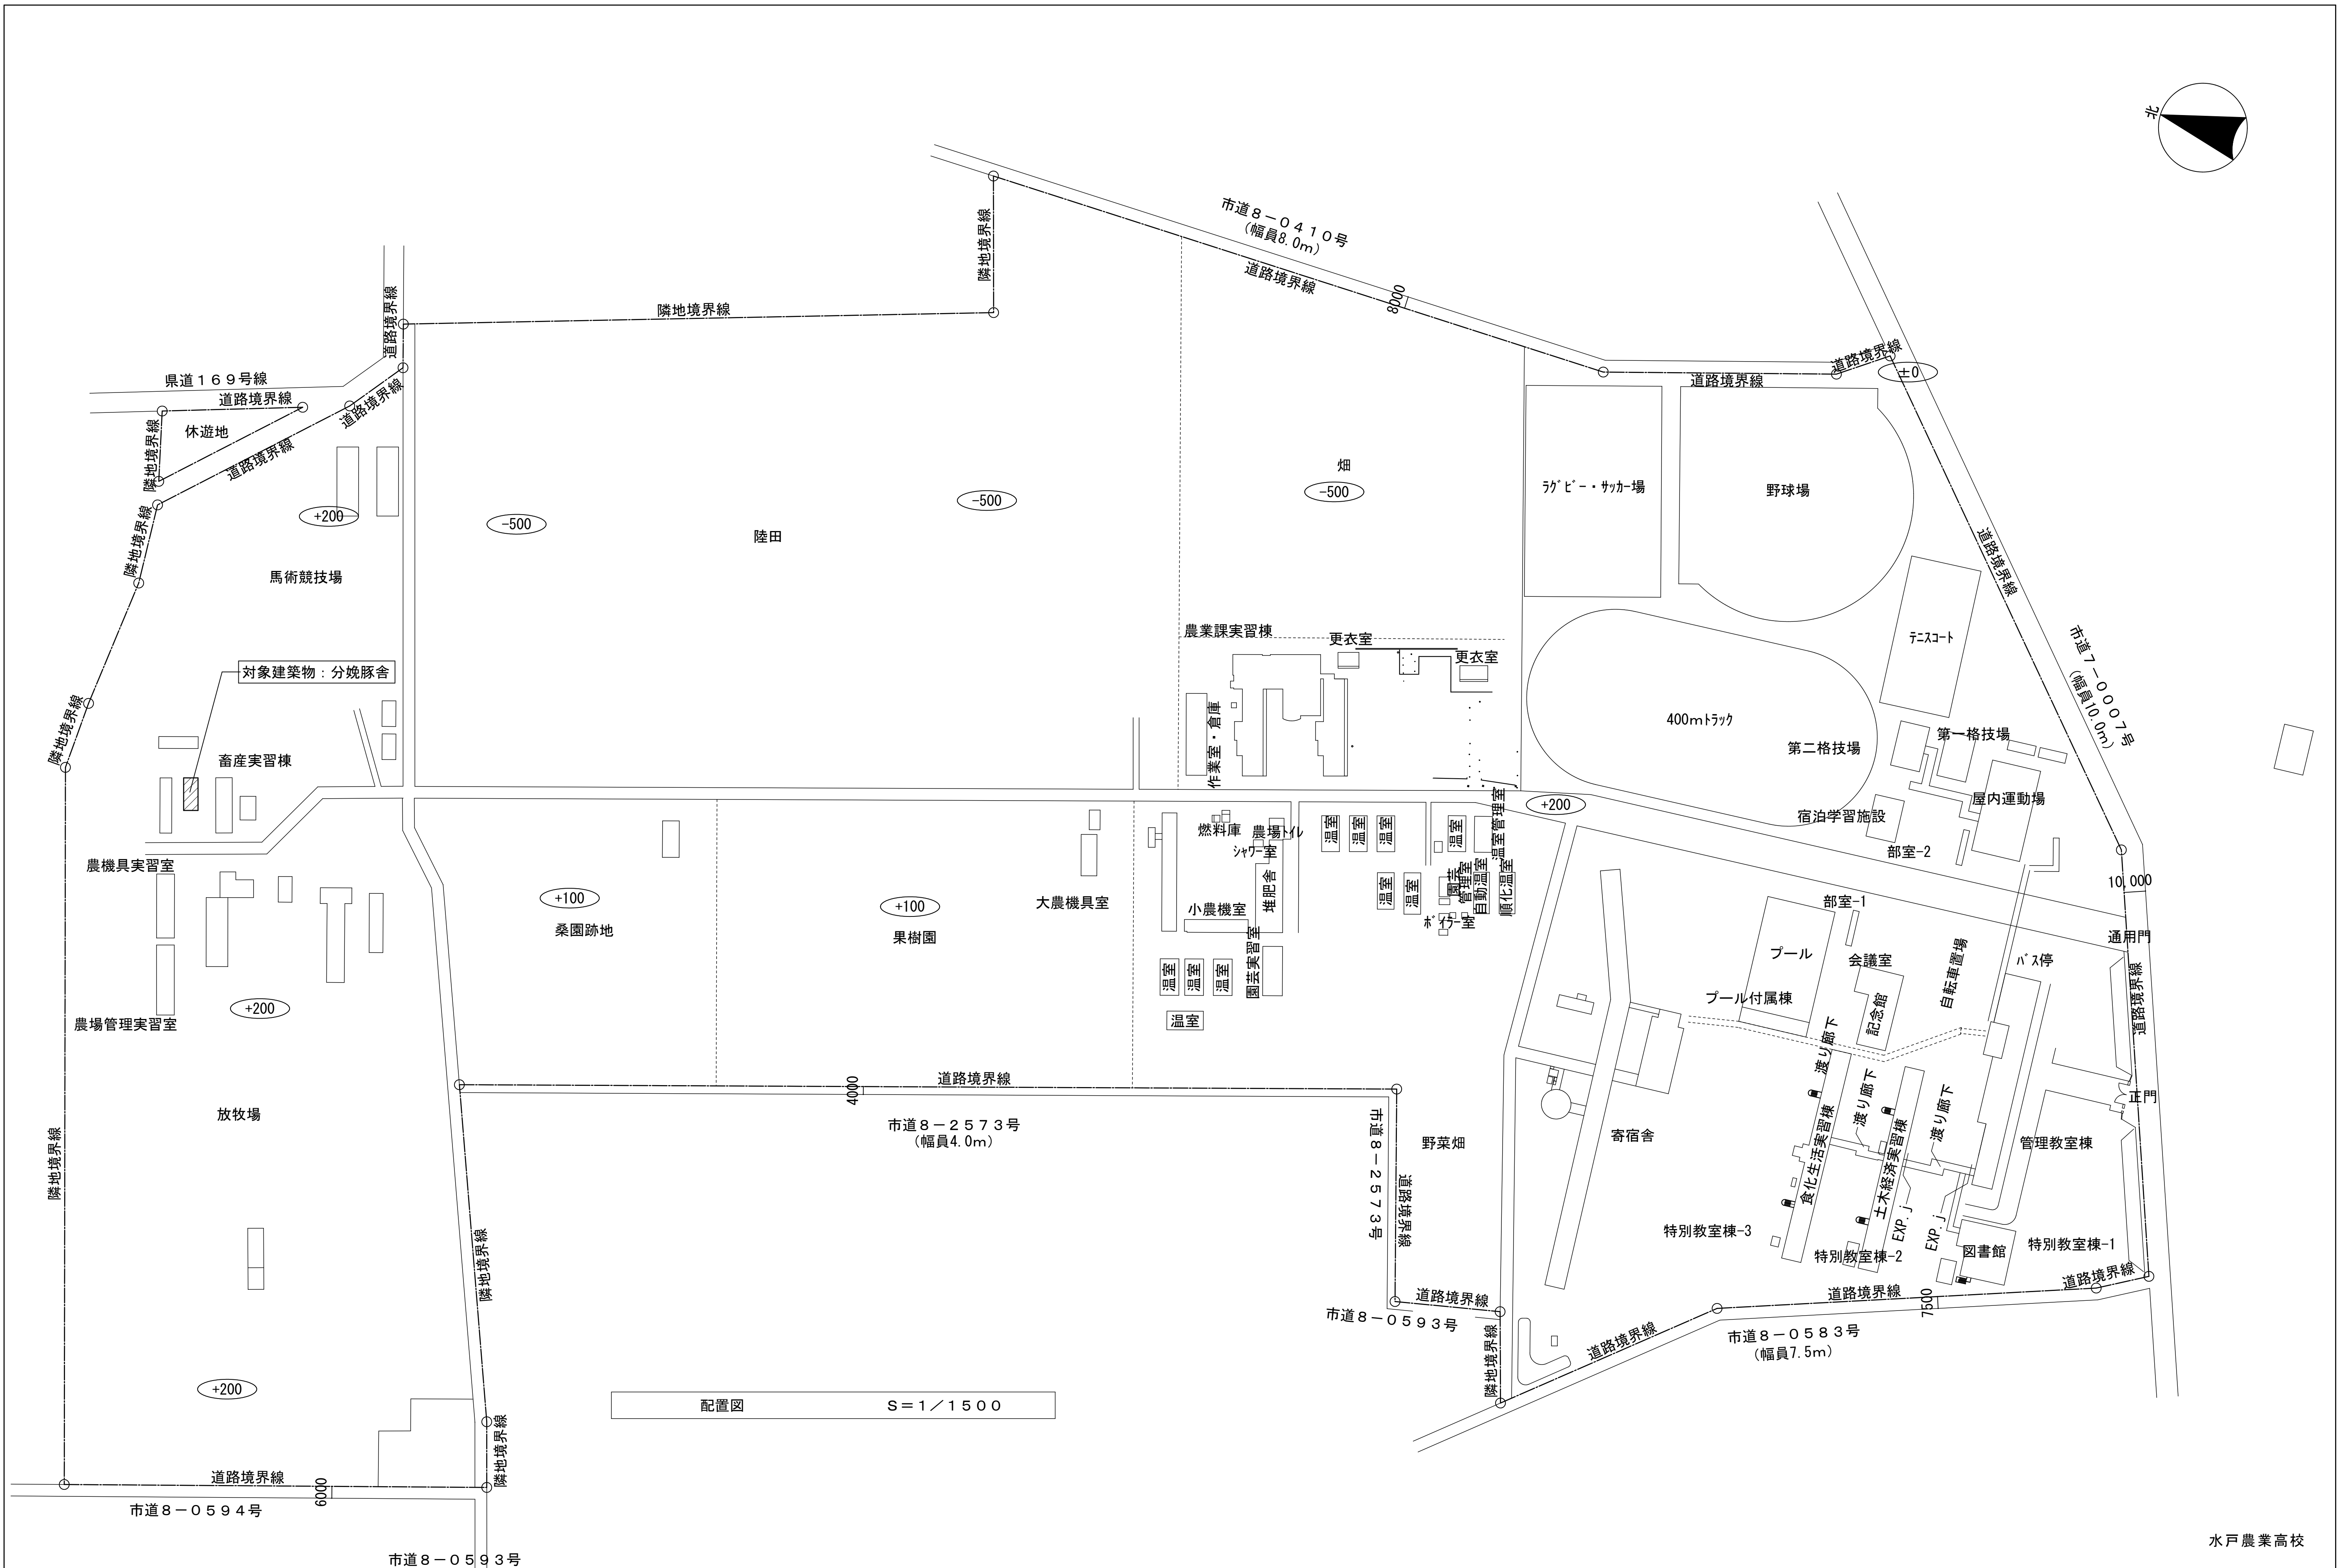 北
市道８－０４１０号
(幅員8.0m)
道路境界線
8000
隣地境界線
隣地境界線
道路境界線
県道１６９号線
道路境界線
道路境界線
休遊地
隣地境界線
道路境界線
隣地境界線
+200
馬術競技場
-500
陸田
-500
畑
-500
道路境界線
道路境界線
±0
ﾗｸﾞﾋﾞｰ・ｻｯｶｰ場
野球場
道路境界線
ﾃﾆｽｺｰﾄ
市道７－０００７号
(幅員10.0m)
対象建築物：分娩豚舎
隣地境界線
畜産実習棟
農業課実習棟
更衣室
更衣室
作業室・倉庫
400mﾄﾗｯｸ
第二格技場
第一格技場
屋内運動場
宿泊学習施設
部室-2
+200
燃料庫
農場ﾄｲﾚ
ｼｬﾜｰ室
温室
温室
温室
温室
温室管理室
農機具実習室
農場管理実習室
+200
+100
桑園跡地
+100
果樹園
大農機具室
小農機室
堆肥舎
園芸実習室
温室
温室
園芸
管理室
自動温室
順化温室
ﾎﾞｲﾗｰ室
温室
温室
温室
温室
10,000
部室-1
通用門
プール
会議室
自転車置場
ﾊﾞｽ停
道路境界線
プール付属棟
記念館
渡り廊下
渡り廊下
渡り廊下
正門
放牧場
4000
道路境界線
市道８－２５７３号
(幅員4.0m)
市道８－２５７３号
道路境界線
野菜畑
寄宿舎
食化生活実習棟
土木経済実習棟
管理教室棟
EXP.j
EXP.j
特別教室棟-3
特別教室棟-2
図書館
特別教室棟-1
隣地境界線
隣地境界線
道路境界線
市道８－０５９３号
隣地境界線
道路境界線
道路境界線
7500
道路境界線
市道８－０５８３号
(幅員7.5m)
+200
配置図 Ｓ＝１／１５００
隣地境界線
道路境界線
6000
市道８－０５９４号
市道８－０５９３号
水戸農業高校